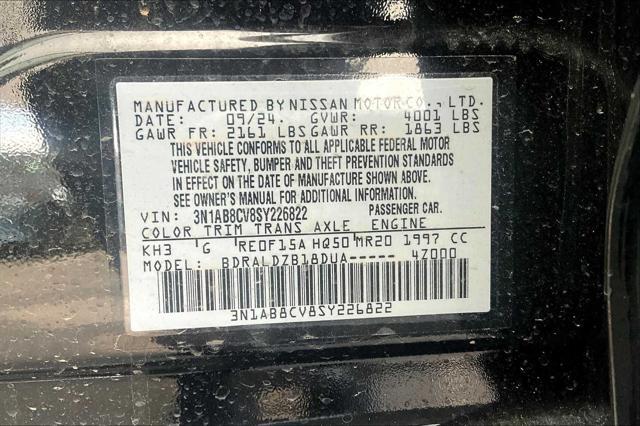 MANUFACTURED BY NISSAN MOTOR CO., LTD.
DATE: 09/24. GVWR: 4001 LBS
GAWR FR: 2161 LBS GAWR RR: 1863 LBS
THIS VEHICLE CONFORMS TO ALL APPLICABLE FEDERAL MOTOR
VEHICLE SAFETY, BUMPER AND THEFT PREVENTION STANDARDS
IN EFFECT ON THE DATE OF MANUFACTURE SHOWN ABOVE.
SEE OWNER'S MANUAL FOR ADDITIONAL INFORMATION.
VIN: 3N1AB8CV8SY226822 PASSENGER CAR.
COLOR TRIM TRANS AXLE ENGINE
KH3 G RE0F15A HQ50 MR20 1997 CC
MODEL: BDRALDZB18DUA----- 4Z000
3N1AB8CV8SY226822